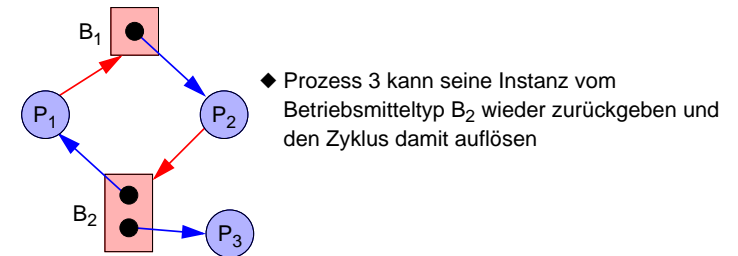 B1
P1
P2
◆ Prozess 3 kann seine Instanz vom
Betriebsmitteltyp B2 wieder zurückgeben und
den Zyklus damit auflösen
B2
P3